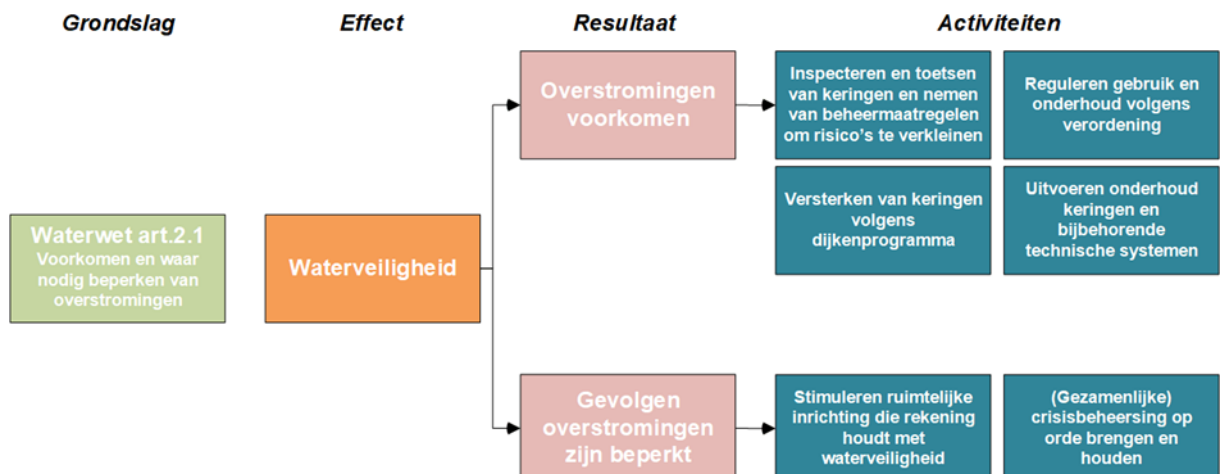 Grondslag Effect Resultaat Activiteiten
Overstromingen
voorkomen
Inspecteren en toetsen
van keringen en nemen
van beheermaatregelen
om risico's te verkleinen
Reguleren gebruik en
onderhoud volgens
verordening
Versterken van keringen
volgens
dijkenprogramma
Uitvoeren onderhoud
keringen en
bijbehorende
technische systemen
Waterwet art.2.1
Voorkomen en waar
nodig beperken van
overstromingen
Waterveiligheid
Gevolgen
overstromingen
zijn beperkt
Stimuleren ruimtelijke
inrichting die rekening
houdt met
waterveiligheid
(Gezamenlijke)
crisisbeheersing op
orde brengen en
houden